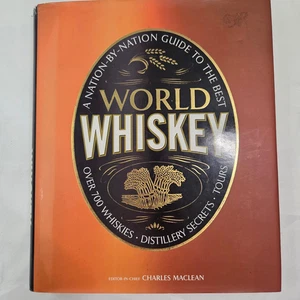 A NATION-BY-NATION GUIDE TO THE BEST
WORLD
WHISKEY
OVER 700 WHISKIES · DISTILLERY SECRETS · TOURS
EDITOR-IN-CHIEF CHARLES MACLEAN